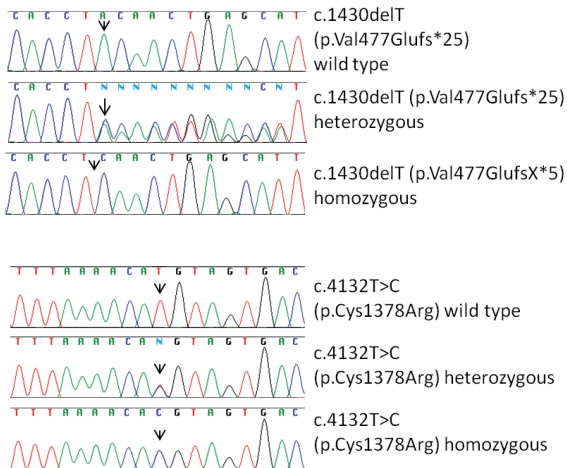 C A C C T A C A A C T G A G C A T
c.1430delT
(p.Val477Glufs*25)
wild type
C A C C T N N N N N N N N N C N T
c.1430delT (p.Val477Glufs*25)
heterozygous
C A C C T C A A C T G A G C A T T
c.1430delT (p.Val477GlufsX*5)
homozygous
T T T A A A A C A T G T A G T G A C
c.4132T>C
(p.Cys1378Arg) wild type
T T T A A A A C A N G T A G T G A C
c.4132T>C
(p.Cys1378Arg) heterozygous
T T T A A A A C A C G T A G T G A C
c.4132T>C
(p.Cys1378Arg) homozygous